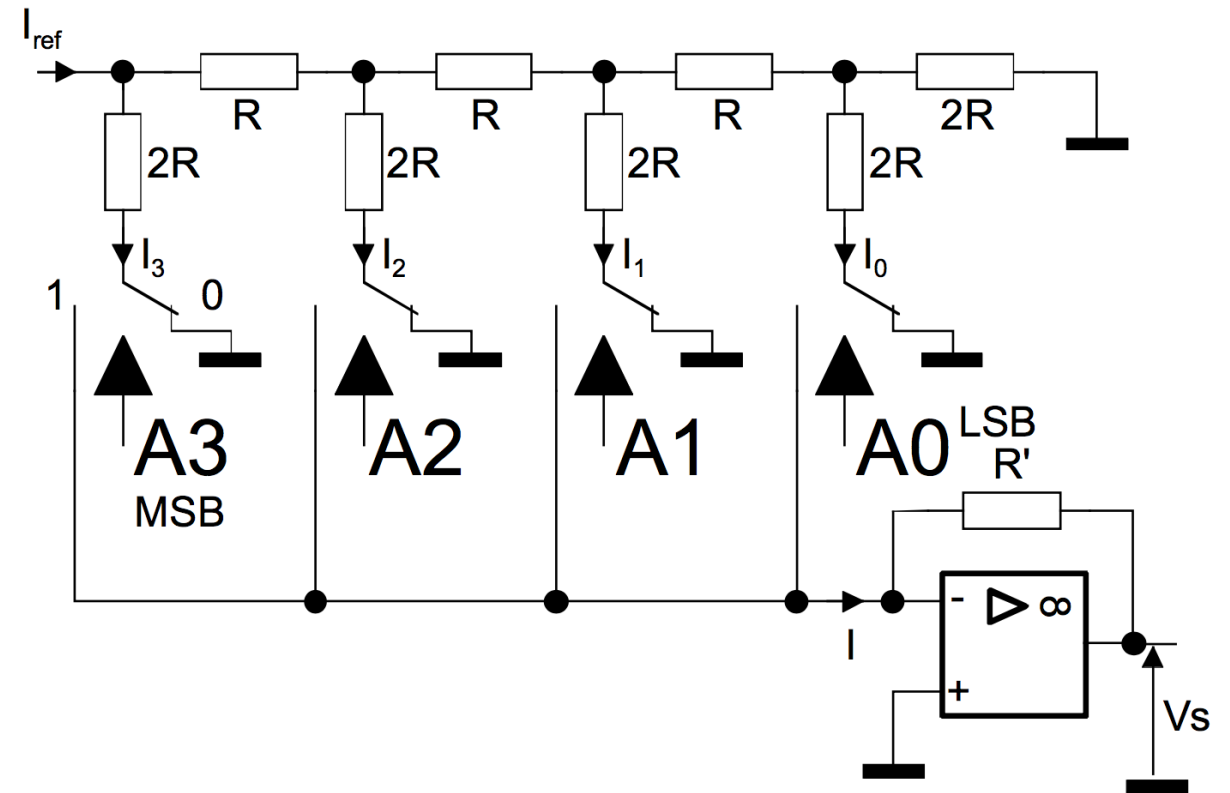 Iref
R
R
R
2R
2R
2R
2R
2R
I3
I2
I1
I0
1
0
A3
A2
A1
A0
LSB
R'
MSB
-
∞
I
+
Vs